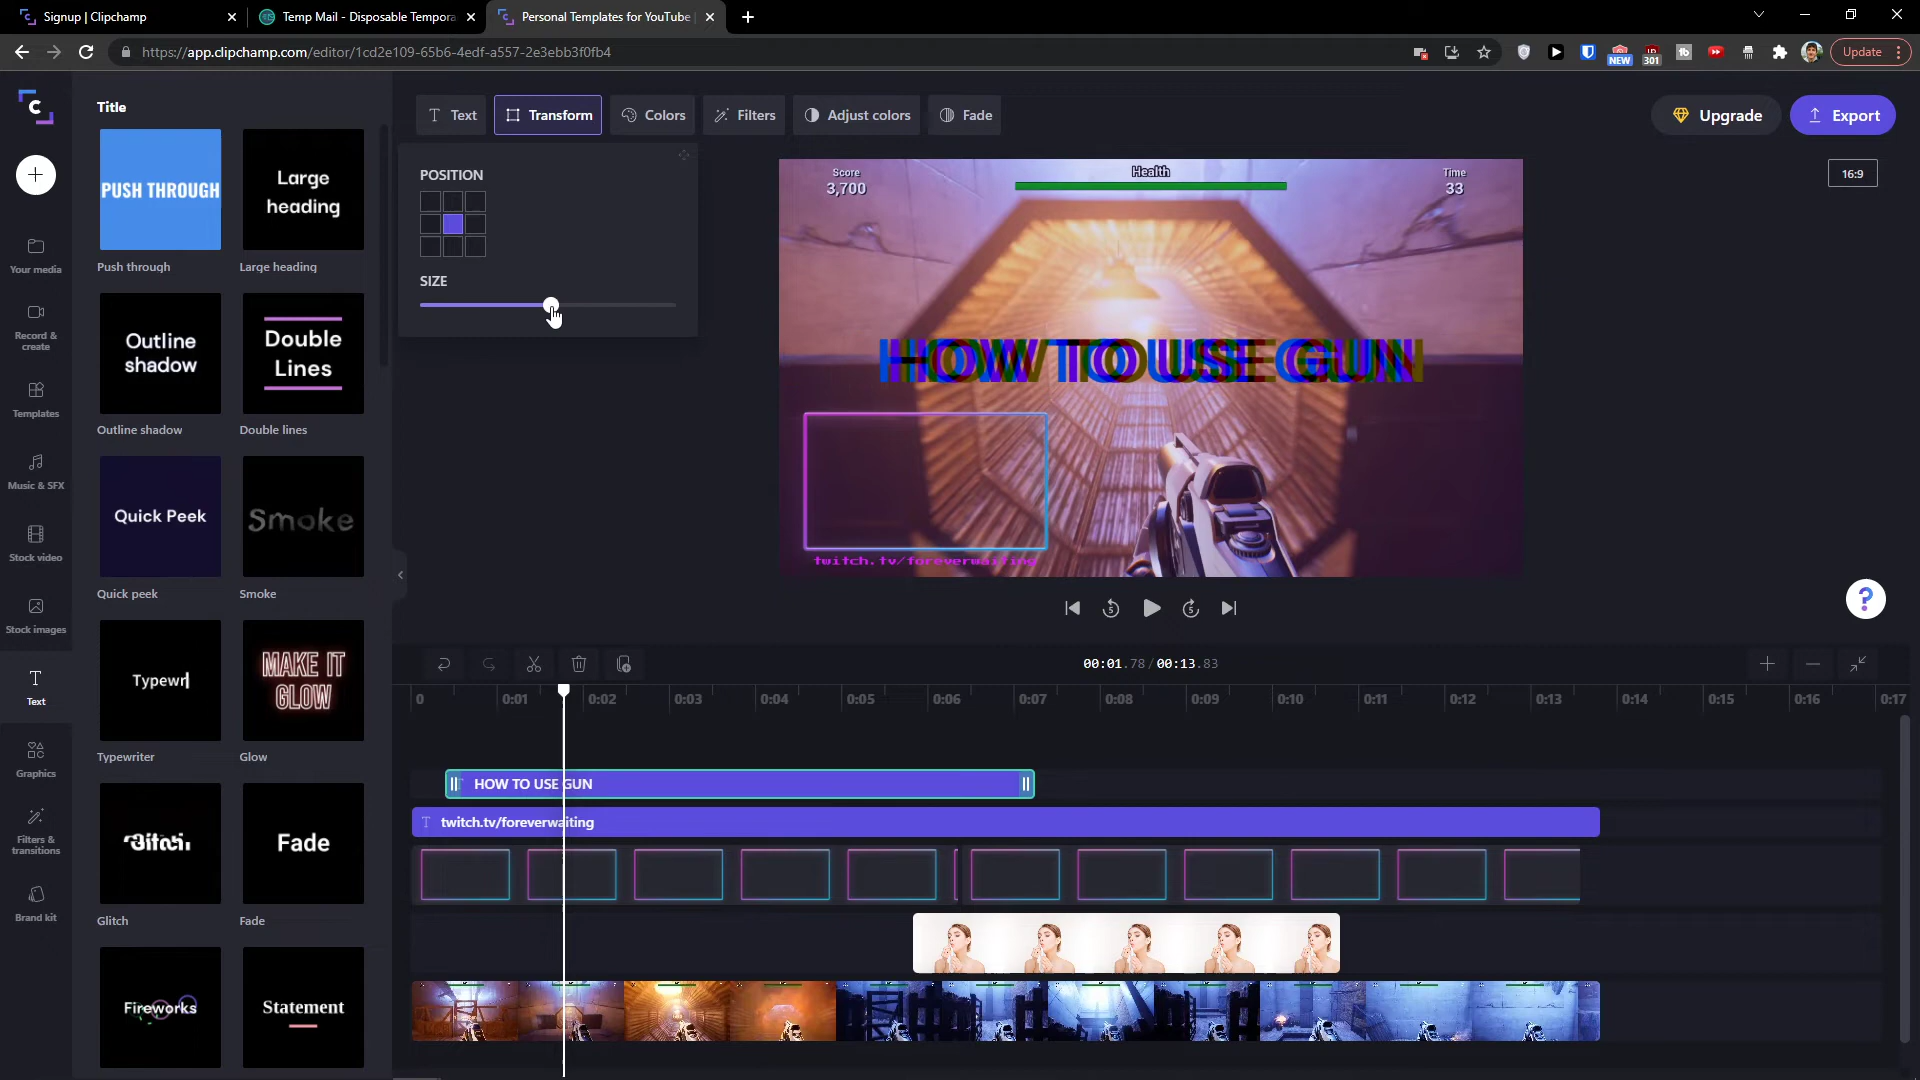 Signup | Clipchamp
Temp Mail - Disposable Tempora
Personal Templates for YouTube
https://app.clipchamp.com/editor/1cd2e109-65b6-4edf-a557-2e3ebb3f0fb4
NEW
301
Update
Title
Text
Transform
Colors
Filters
Adjust colors
Fade
Upgrade
Export
PUSH THROUGH
Large
heading
Push through
Large heading
Outline
shadow
Double
Lines
Outline shadow
Double lines
Quick Peek
Smoke
Quick peek
Smoke
Typewr
MAKE IT
GLOW
Typewriter
Glow
Glitch
Fade
Glitch
Fade
Fireworks
Statement
Your media
Record &
create
Templates
Music & SFX
Stock video
Stock images
Text
Graphics
Filters &
transitions
Brand kit
POSITION
SIZE
16:9
Score
3,700
Health
Time
33
HOW TO USE GUN
twitch.tv/foreverwaiting
5
5
?
00:01.78 / 00:13.83
0
0:01
0:02
0:03
0:04
0:05
0:06
0:07
0:08
0:09
0:10
0:11
0:12
0:13
0:14
0:15
0:16
0:17
HOW TO USE GUN
twitch.tv/foreverwaiting